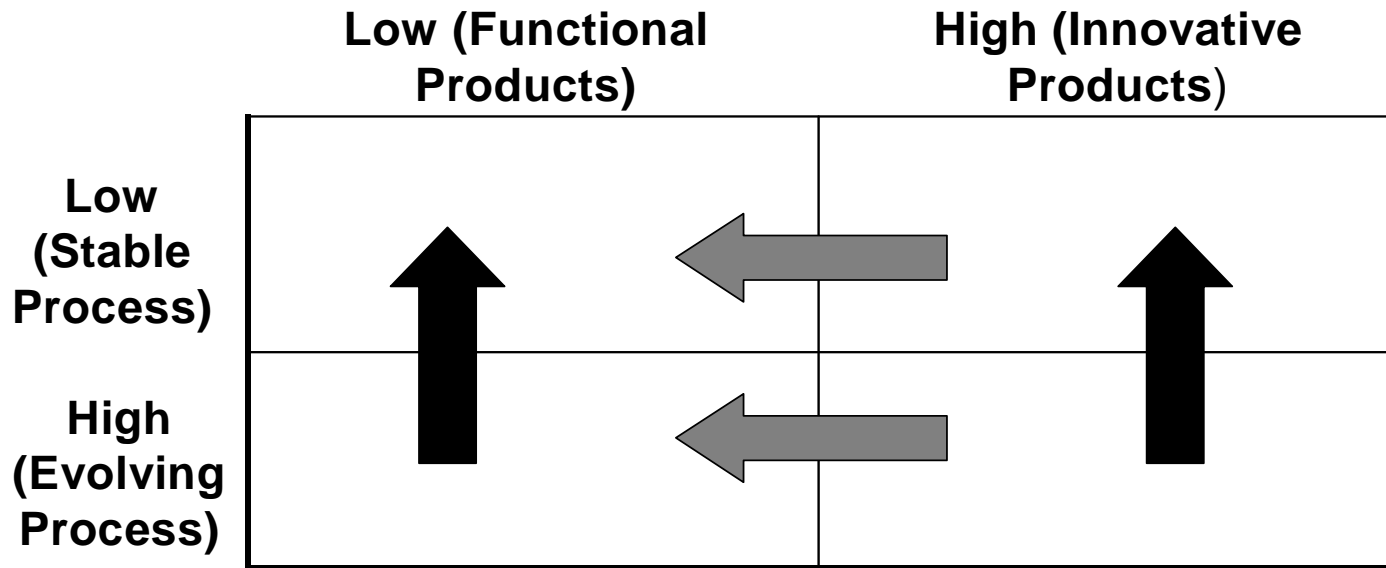 Low (Functional
Products)
High (Innovative
Products)
Low
(Stable
Process)
High
(Evolving
Process)